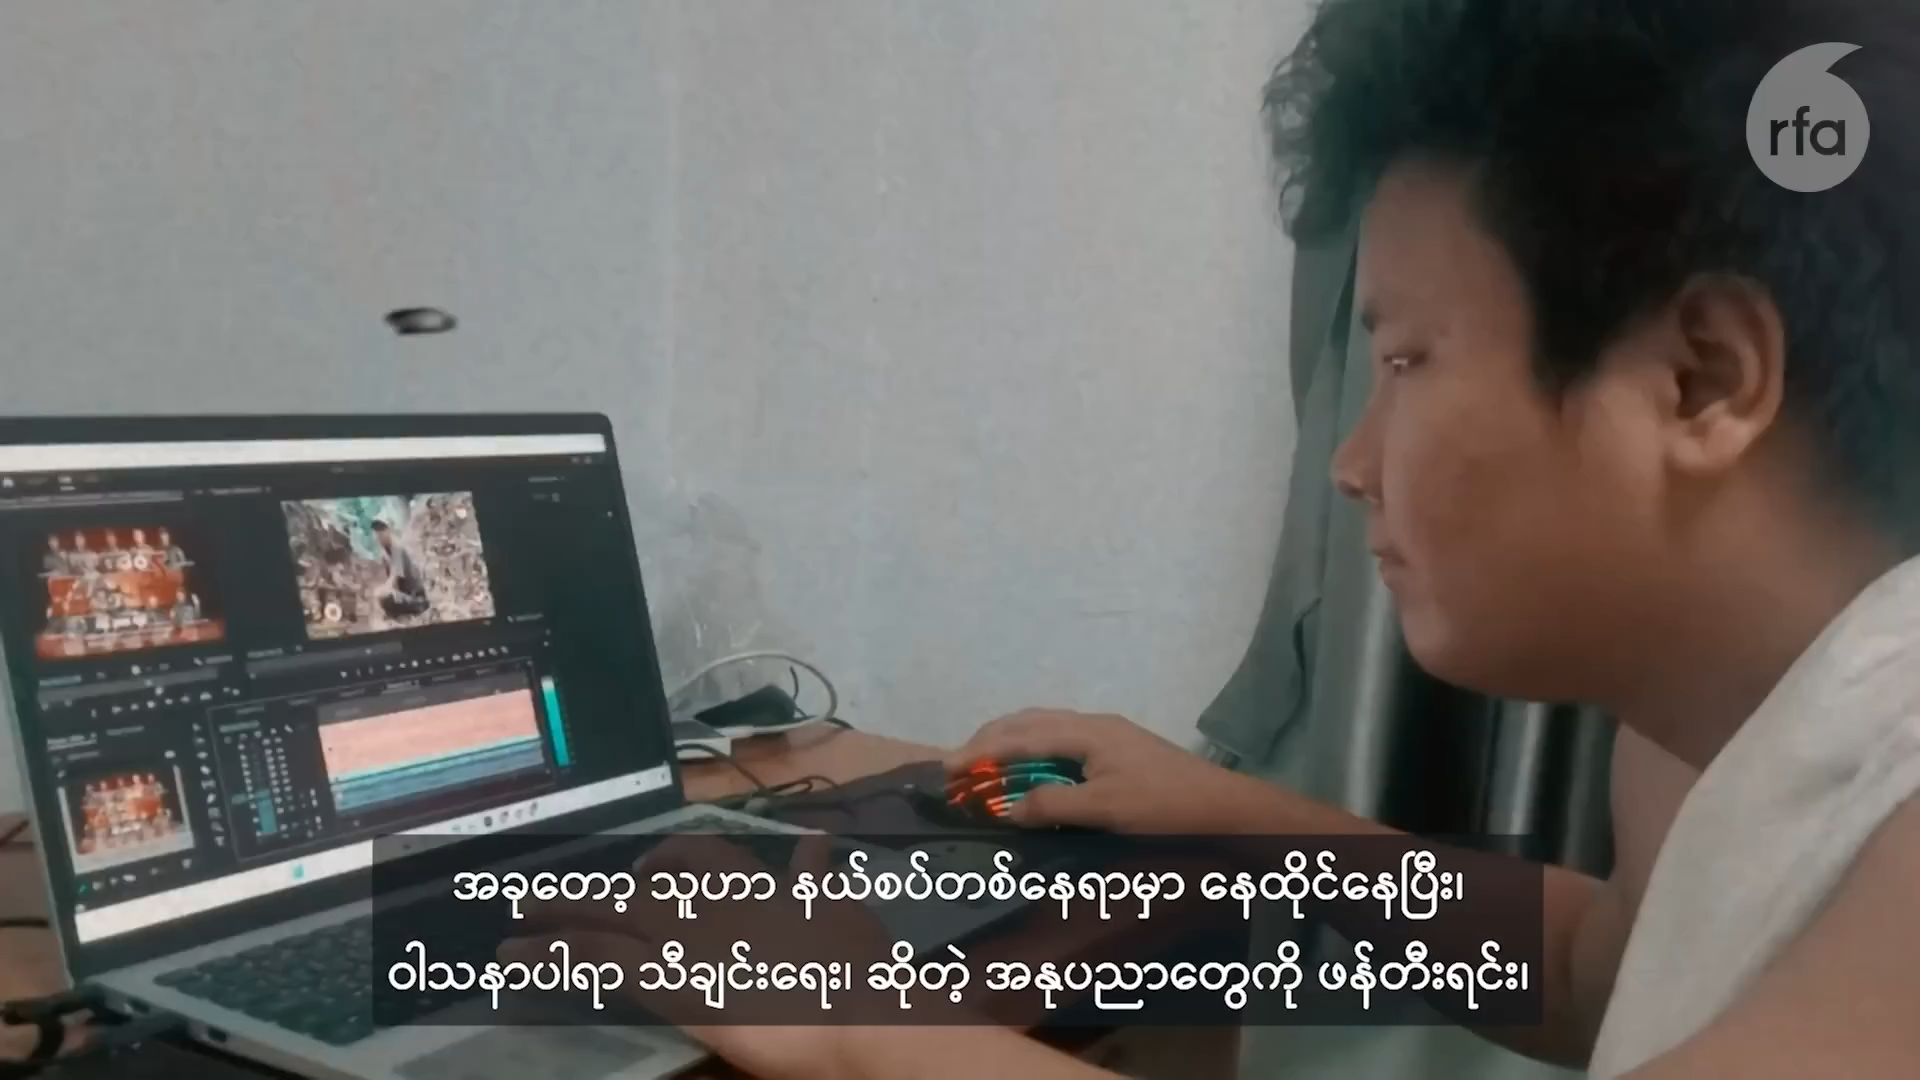 rfa
အခုတော့ သူဟာ နယ်စပ်တစ်နေရာမှာ နေထိုင်နေပြီး၊
ဝါသနာပါရာ သီချင်းရေး၊ ဆိုတဲ့ အနုပညာတွေကို ဖန်တီးရင်း၊